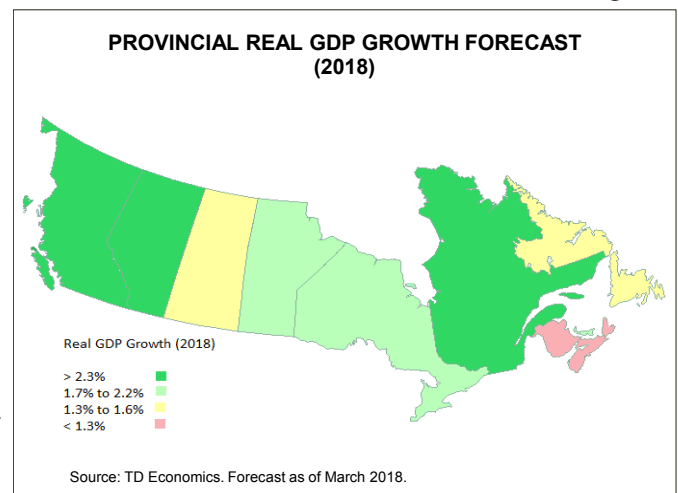 PROVINCIAL REAL GDP GROWTH FORECAST
(2018)
Real GDP Growth (2018)
> 2.3%
1.7% to 2.2%
1.3% to 1.6%
< 1.3%
Source: TD Economics. Forecast as of March 2018.